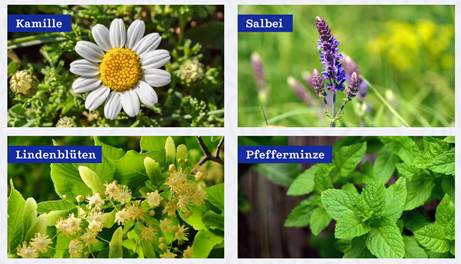 Kamille
Salbei
Lindenblüten
Pfefferminze